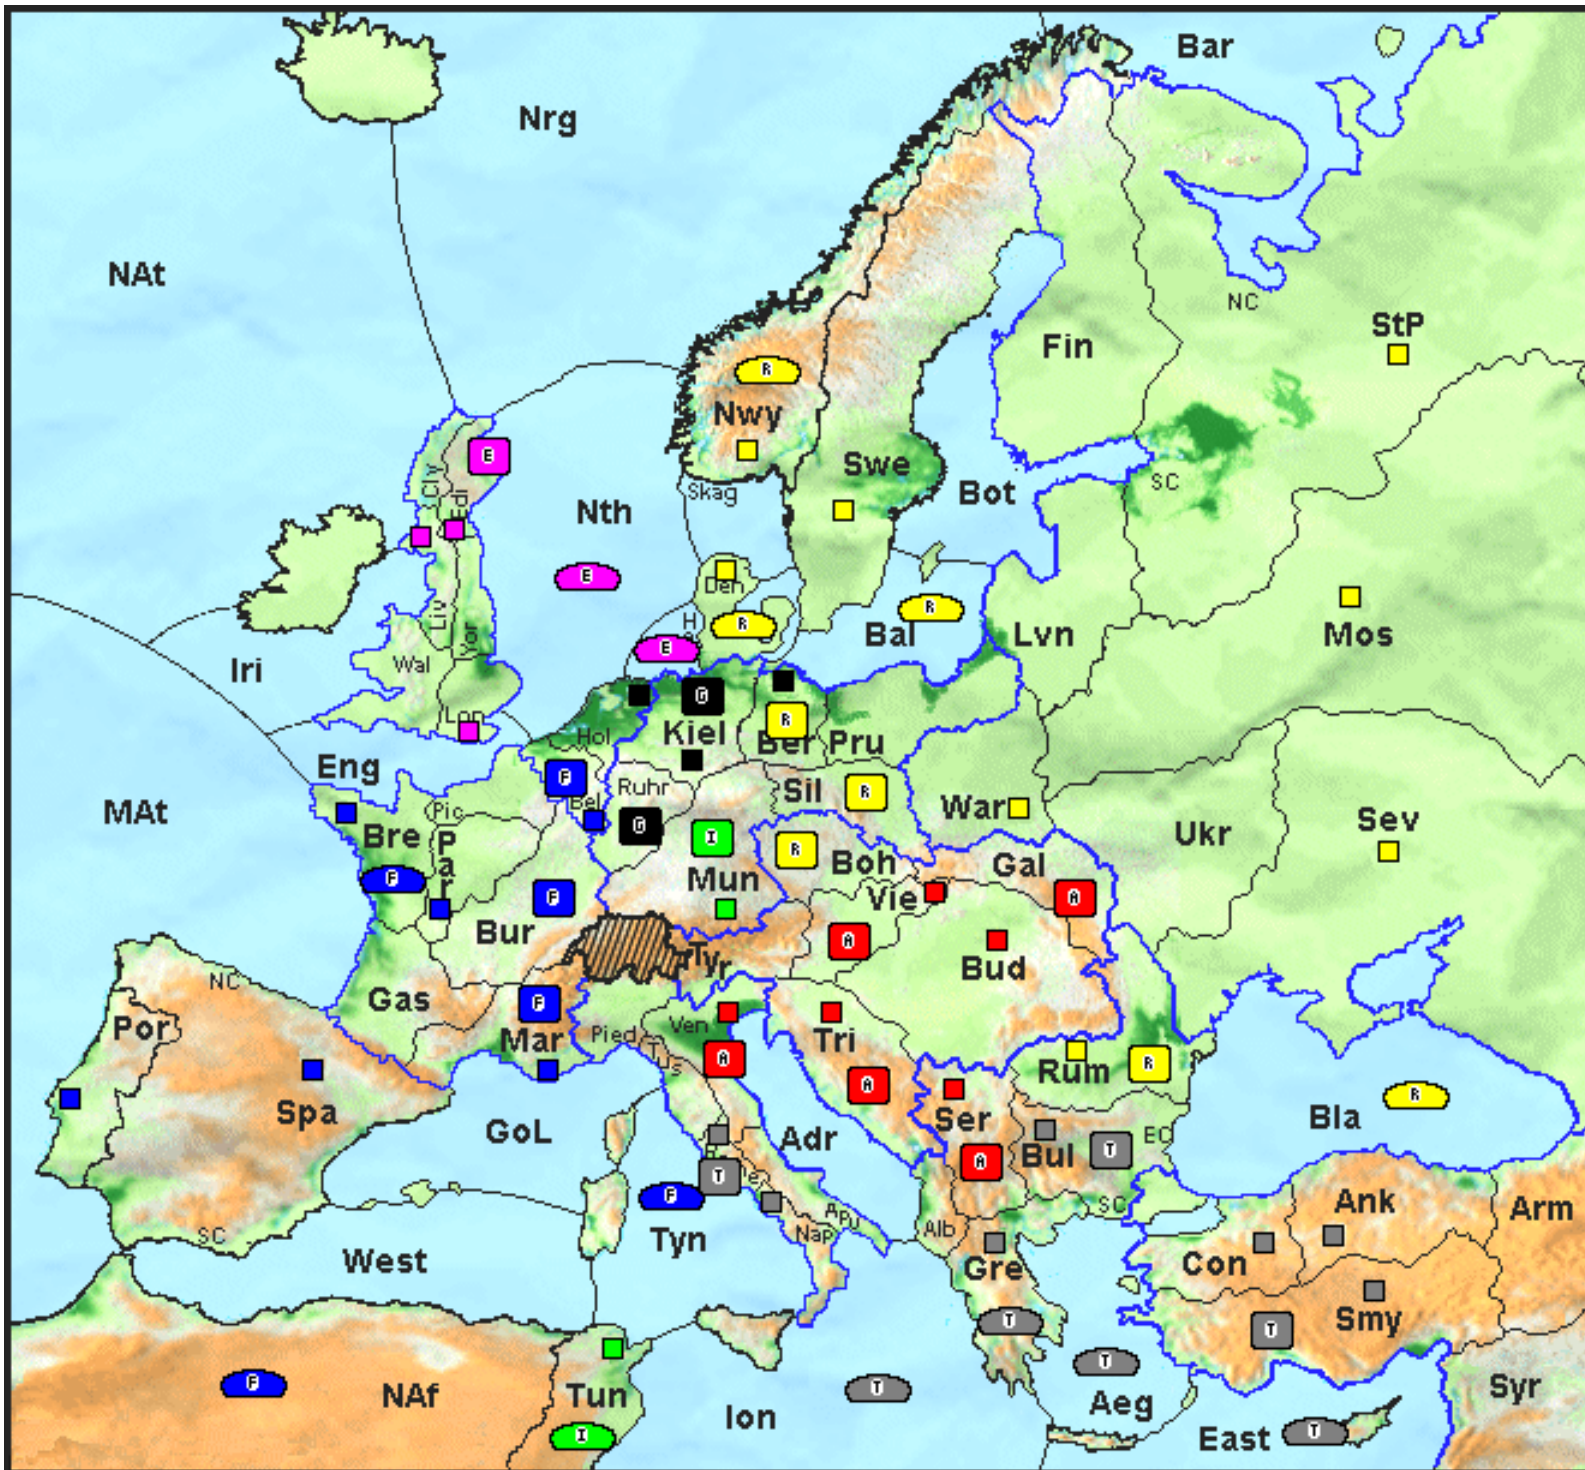 Bar
Nrg
NAt
NC
StP
Fin
R
Nwy
E
Cly
Edl
Swe
SC
Skag
Bot
Nth
E
Den
R
R
Mos
Bal
Lvn
H
E
Liv
Yor
Iri
Wal
Lon
G
R
Kiel
Ber
Pru
Hol
Eng
F
Ruhr
Sil
R
War
Bel
MAt
Pic
Bre
Par
G
I
R
Boh
Gal
Ukr
Sev
Mun
Vie
F
F
A
Bur
A
Tyr
Bud
NC
Gas
F
Por
Mar
Pied
Ven
Tus
A
Tri
Rum
R
A
R
Spa
Ser
Bla
GoL
Adr
Bul
T
EC
A
T
F
Tyn
Apu
Nap
Alb
SC
Ank
Arm
SC
West
Con
Gre
T
T
Smy
T
F
NAf
Tun
T
Ion
Aeg
Syr
I
East
T